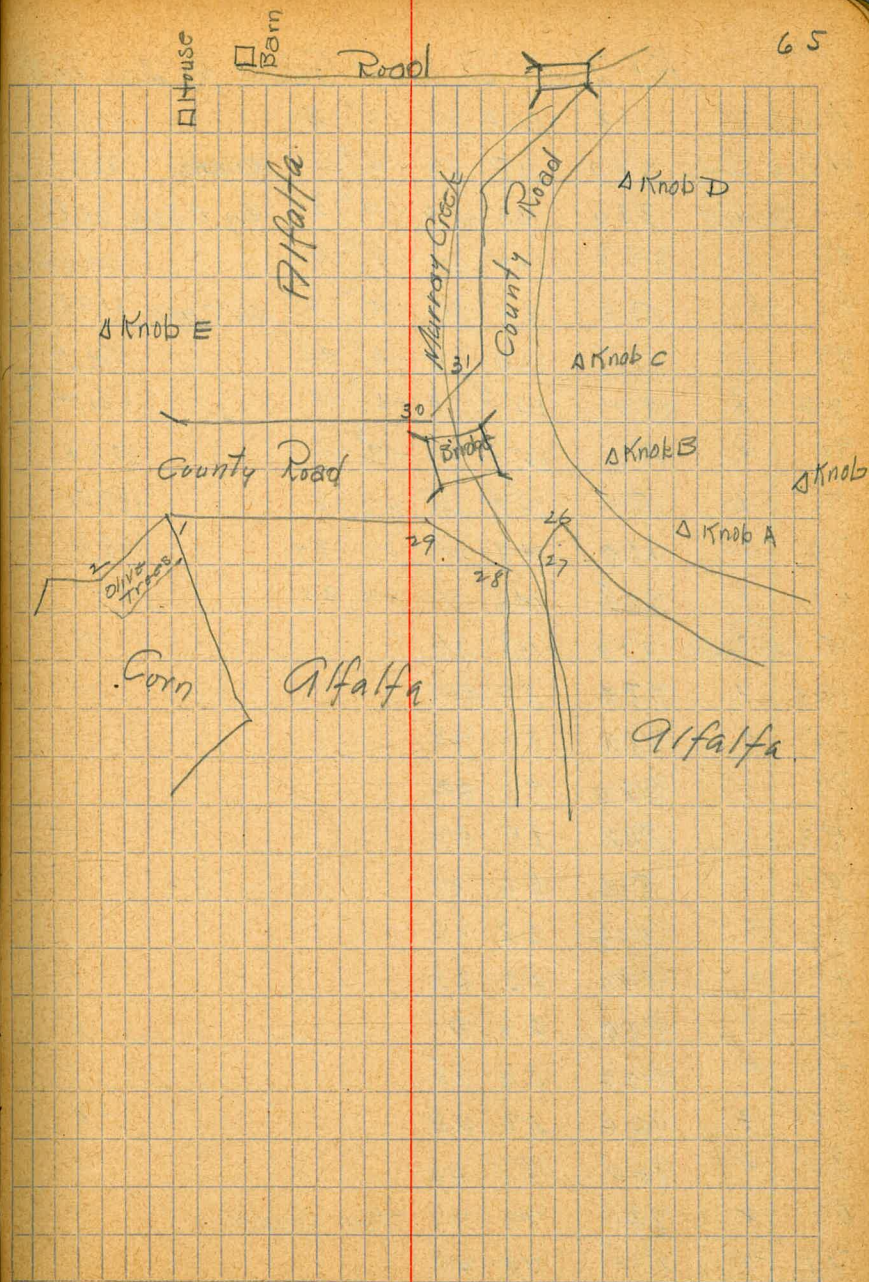 65
House
Barn
Road
Alfalfa
Murray Creek
County Road
Knob D
Knob E
31
Knob C
30
Bridge
County Road
Knob B
Knob
1
29
26
Knob A
2
Olive
Trees
28
27
Corn
Alfalfa
Alfalfa